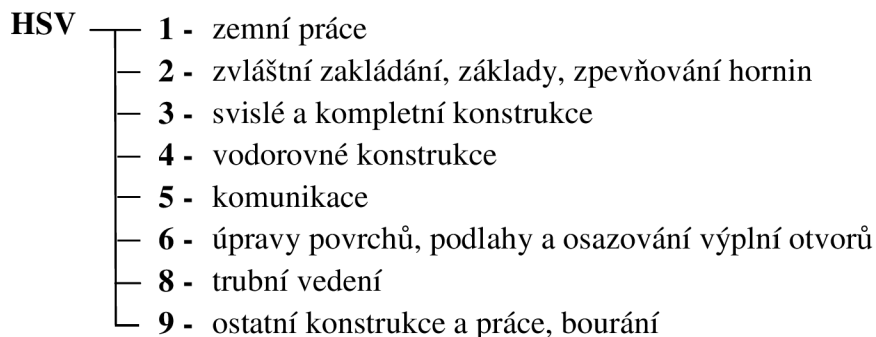 HSV 1 - zemní práce
2 - zvláštní zakládání, základy, zpevňování hornin
3 - svislé a kompletní konstrukce
4 - vodorovné konstrukce
5 - komunikace
6 - úpravy povrchů, podlahy a osazování výplní otvorů
8 - trubní vedení
9 - ostatní konstrukce a práce, bourání